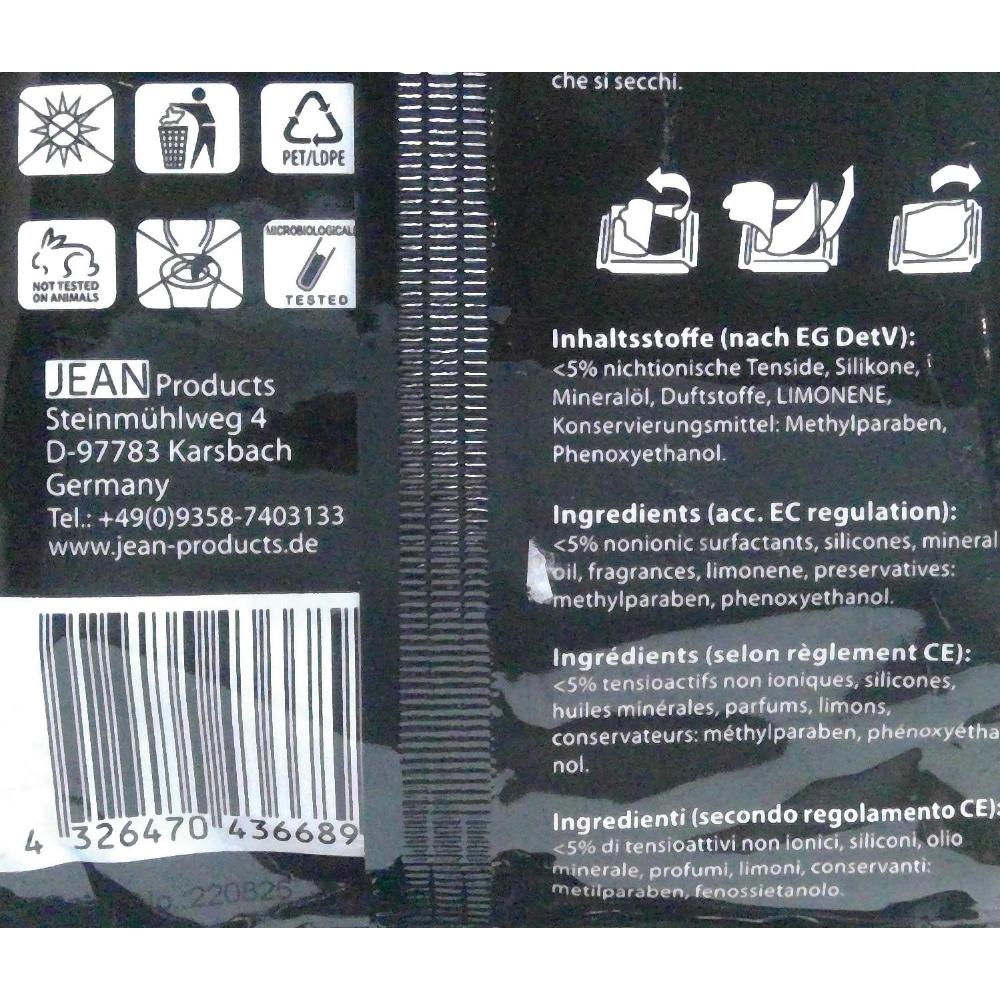 PET/LDPE
NOT TESTED
ON ANIMALS
MICROBIOLOGICALL
TESTED
JEAN Products
Steinmühlweg 4
D-97783 Karsbach
Germany
Tel.: +49(0)9358-7403133
www.jean-products.de
4 326470 436689
220825
che si secchi.
Inhaltsstoffe (nach EG DetV):
<5% nichtionische Tenside, Silikone,
Mineralöl, Duftstoffe, LIMONENE,
Konservierungsmittel: Methylparaben,
Phenoxyethanol.
Ingredients (acc. EC regulation):
<5% nonionic surfactants, silicones, mineral
oil, fragrances, limonene, preservatives:
methylparaben, phenoxyethanol.
Ingrédients (selon règlement CE):
<5% tensioactifs non ioniques, silicones,
huiles minérales, parfums, limons,
conservateurs: méthylparaben, phénoxyétha
nol.
Ingredienti (secondo regolamento CE):
<5% di tensioattivi non ionici, siliconi, olio
minerale, profumi, limoni, conservanti:
metilparaben, fenossietanolo.